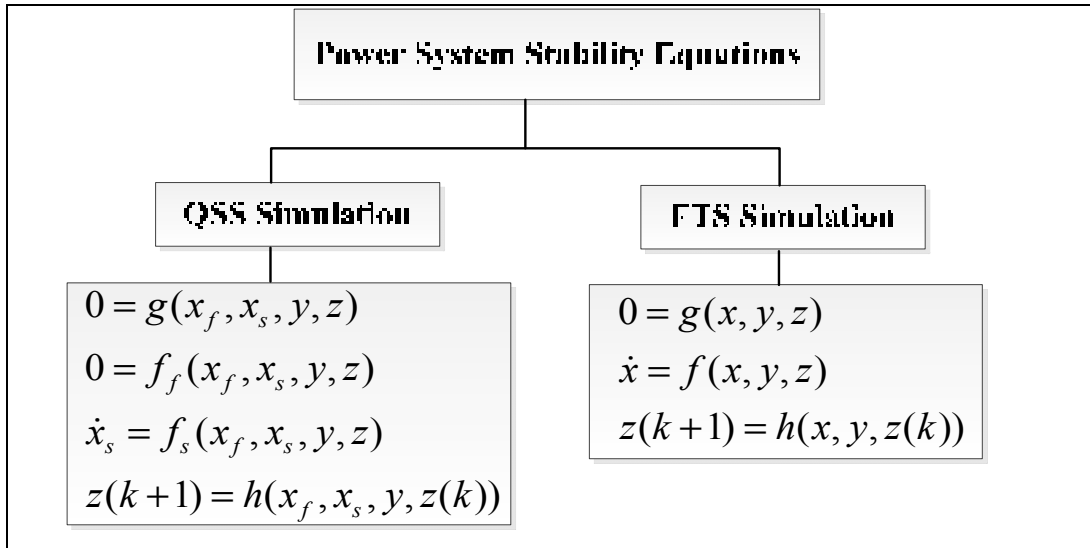 Power System Stability Equations
QSS Simulation
FTS Simulation
0 = g(x_f, x_s, y, z)
0 = f_f(x_f, x_s, y, z)
ẋ_s = f_s(x_f, x_s, y, z)
z(k+1) = h(x_f, x_s, y, z(k))
0 = g(x, y, z)
ẋ = f(x, y, z)
z(k+1) = h(x, y, z(k))